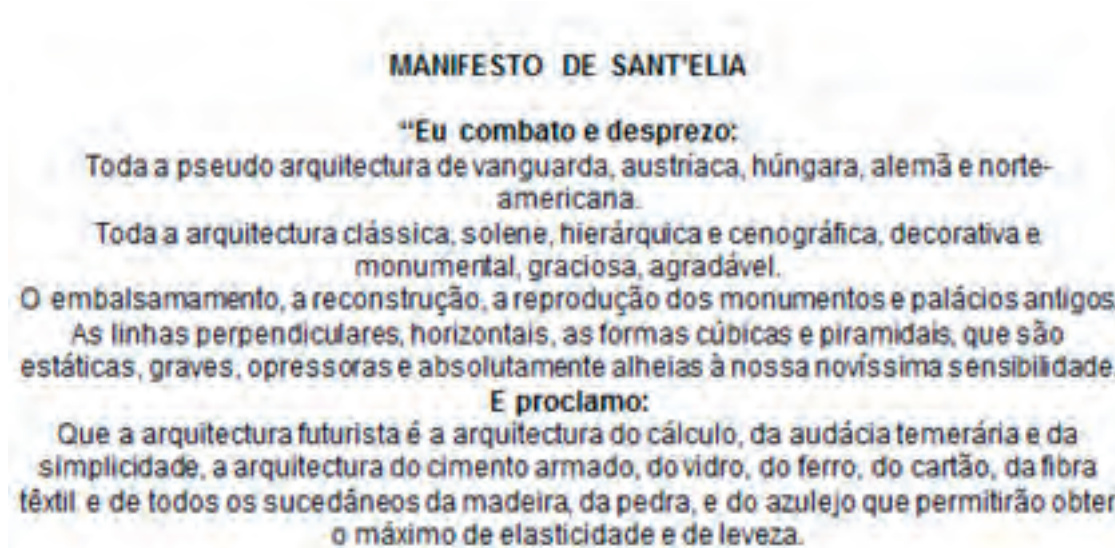 MANIFESTO DE SANT'ELIA
“Eu combato e desprezo:
Toda a pseudo arquitectura de vanguarda, austríaca, húngara, alemã e norte-
americana.
Toda a arquitectura clássica, solene, hierárquica e cenográfica, decorativa e
monumental, graciosa, agradável.
O embalsamamento, a reconstrução, a reprodução dos monumentos e palácios antigos.
As linhas perpendiculares, horizontais, as formas cúbicas e piramidais, que são
estáticas, graves, opressoras e absolutamente alheias à nossa novíssima sensibilidade.
E proclamo:
Que a arquitectura futurista é a arquitectura do cálculo, da audácia temerária e da
simplicidade, a arquitectura do cimento armado, do vidro, do ferro, do cartão, da fibra
têxtil e de todos os sucedâneos da madeira, da pedra, e do azulejo que permitirão obter
o máximo de elasticidade e de leveza.